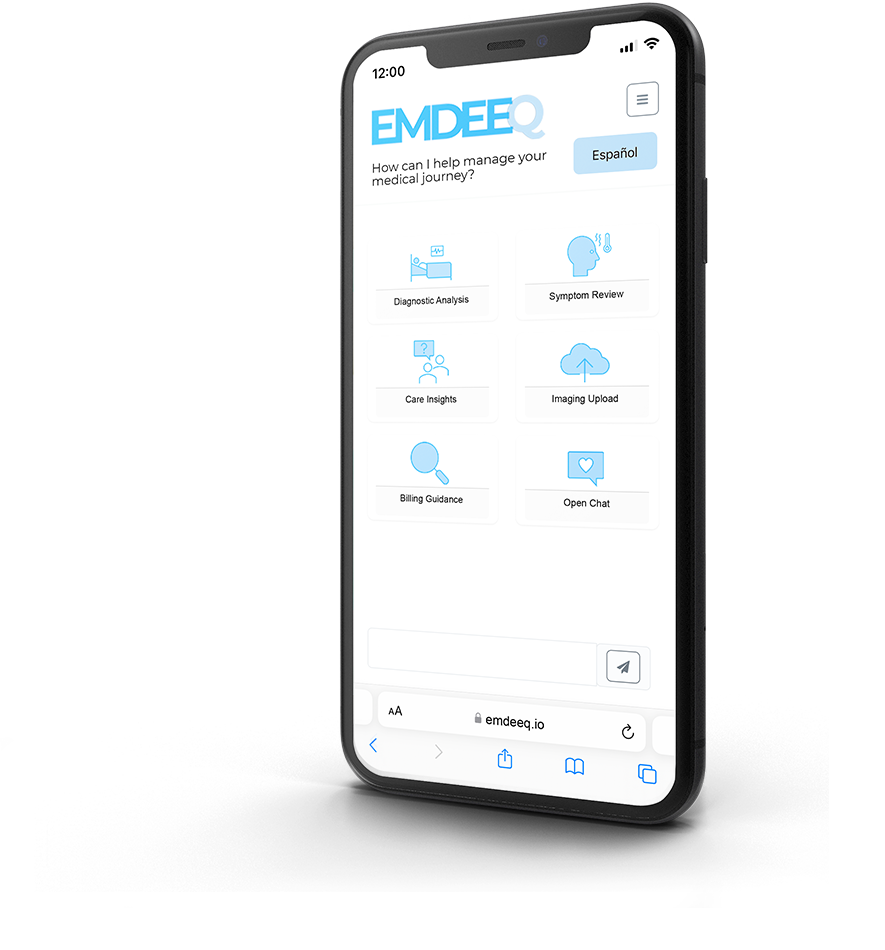 12:00
EMDEEQ
How can I help manage your
medical journey?
Español
Diagnostic Analysis
Symptom Review
?
Care Insights
Imaging Upload
Billing Guidance
Open Chat
AA
emdeeq.io